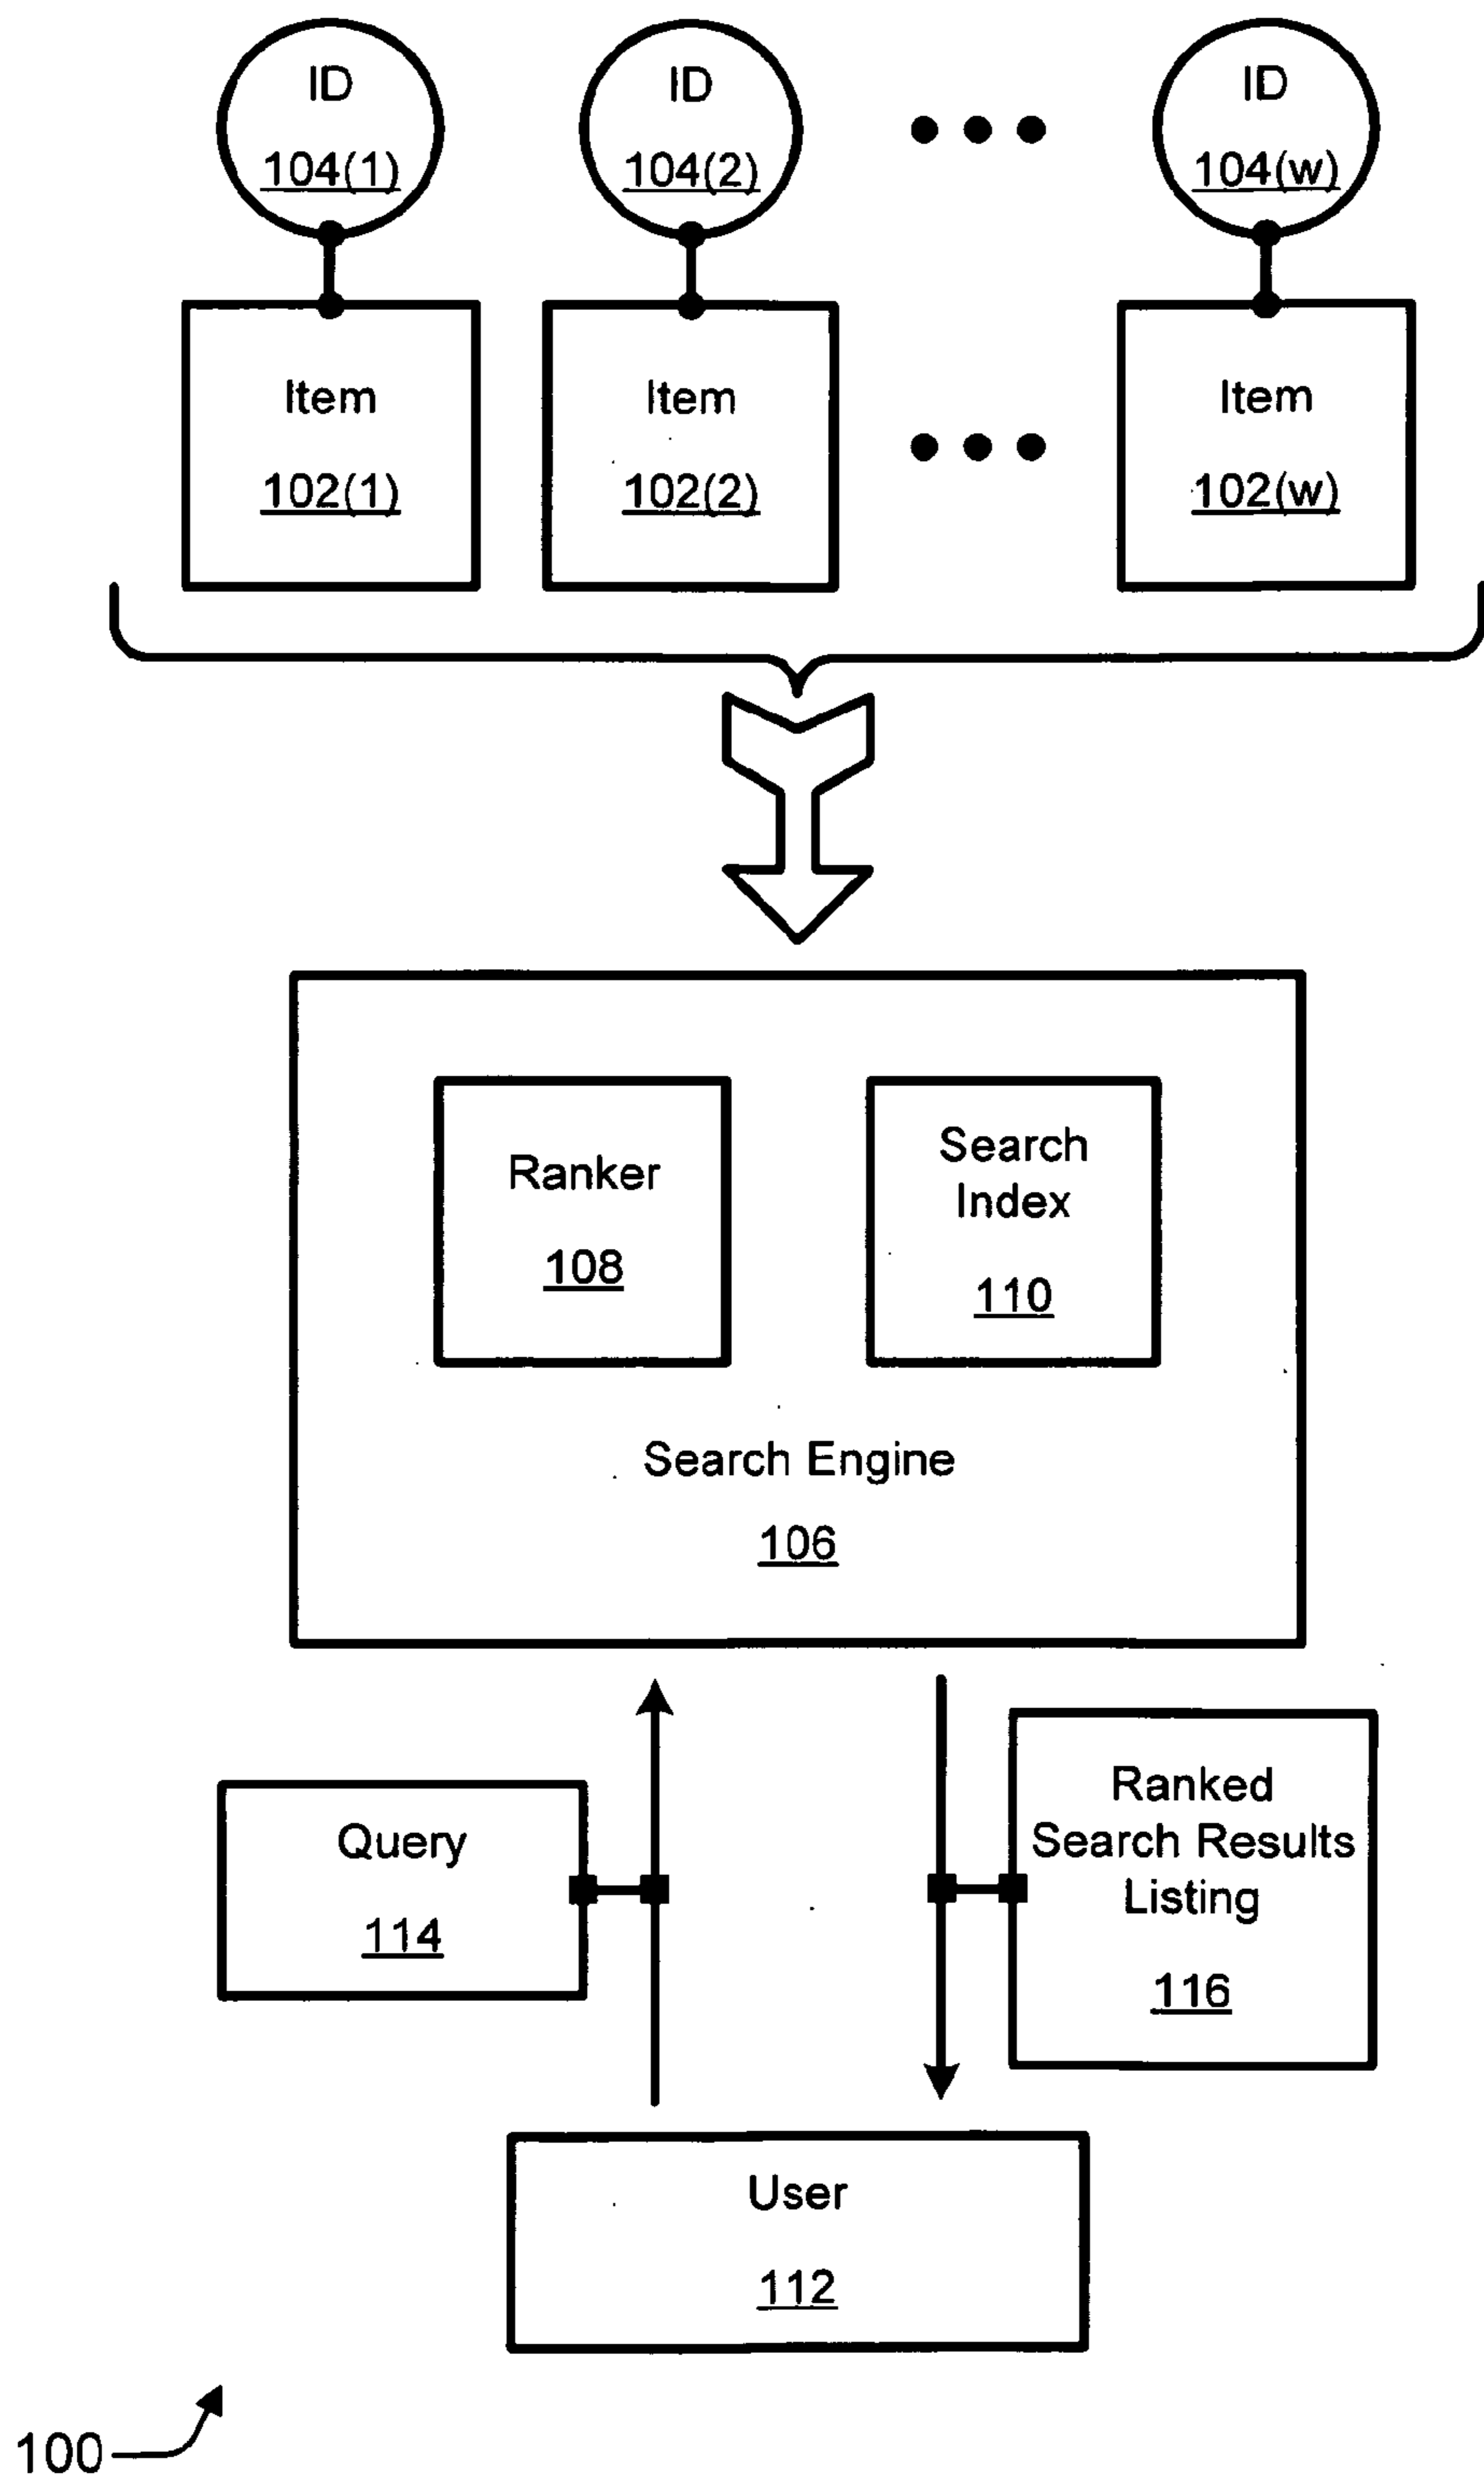 ID
104(1)
ID
104(2)
ID
104(w)
Item
102(1)
Item
102(2)
Item
102(w)
Ranker
108
Search
Index
110
Search Engine
106
Query
114
Ranked
Search Results
Listing
116
User
112
100